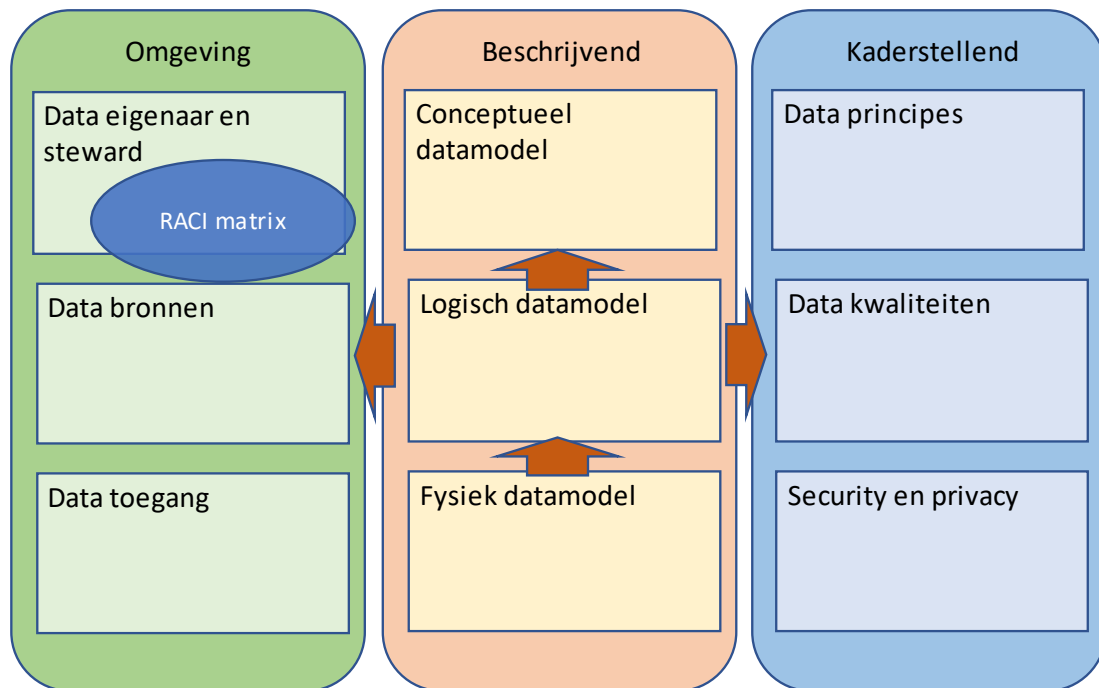 Omgeving
Data eigenaar en
steward
RACI matrix
Data bronnen
Data toegang
Beschrijvend
Conceptueel
datamodel
Logisch datamodel
Fysiek datamodel
Kaderstellend
Data principes
Data kwaliteiten
Security en privacy